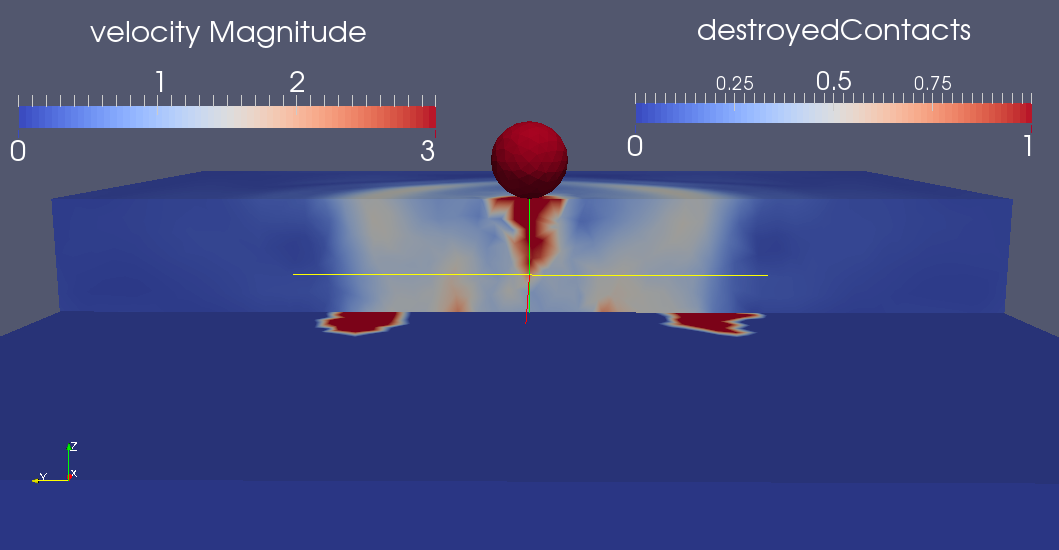 velocity Magnitude
1 2
0 3
destroyedContacts
0.25 0.5 0.75
0 1
Z
Y X